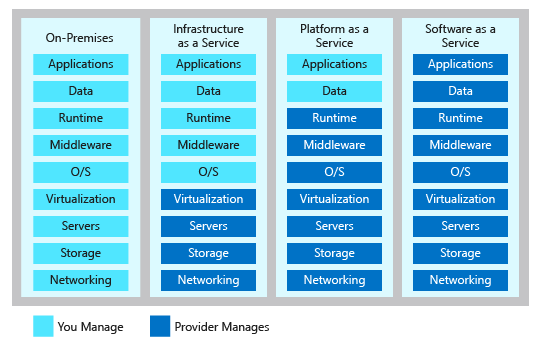 On-Premises
Applications
Data
Runtime
Middleware
O/S
Virtualization
Servers
Storage
Networking
Infrastructure
as a Service
Applications
Data
Runtime
Middleware
O/S
Virtualization
Servers
Storage
Networking
Platform as a
Service
Applications
Data
Runtime
Middleware
O/S
Virtualization
Servers
Storage
Networking
Software as a
Service
Applications
Data
Runtime
Middleware
O/S
Virtualization
Servers
Storage
Networking
You Manage
Provider Manages